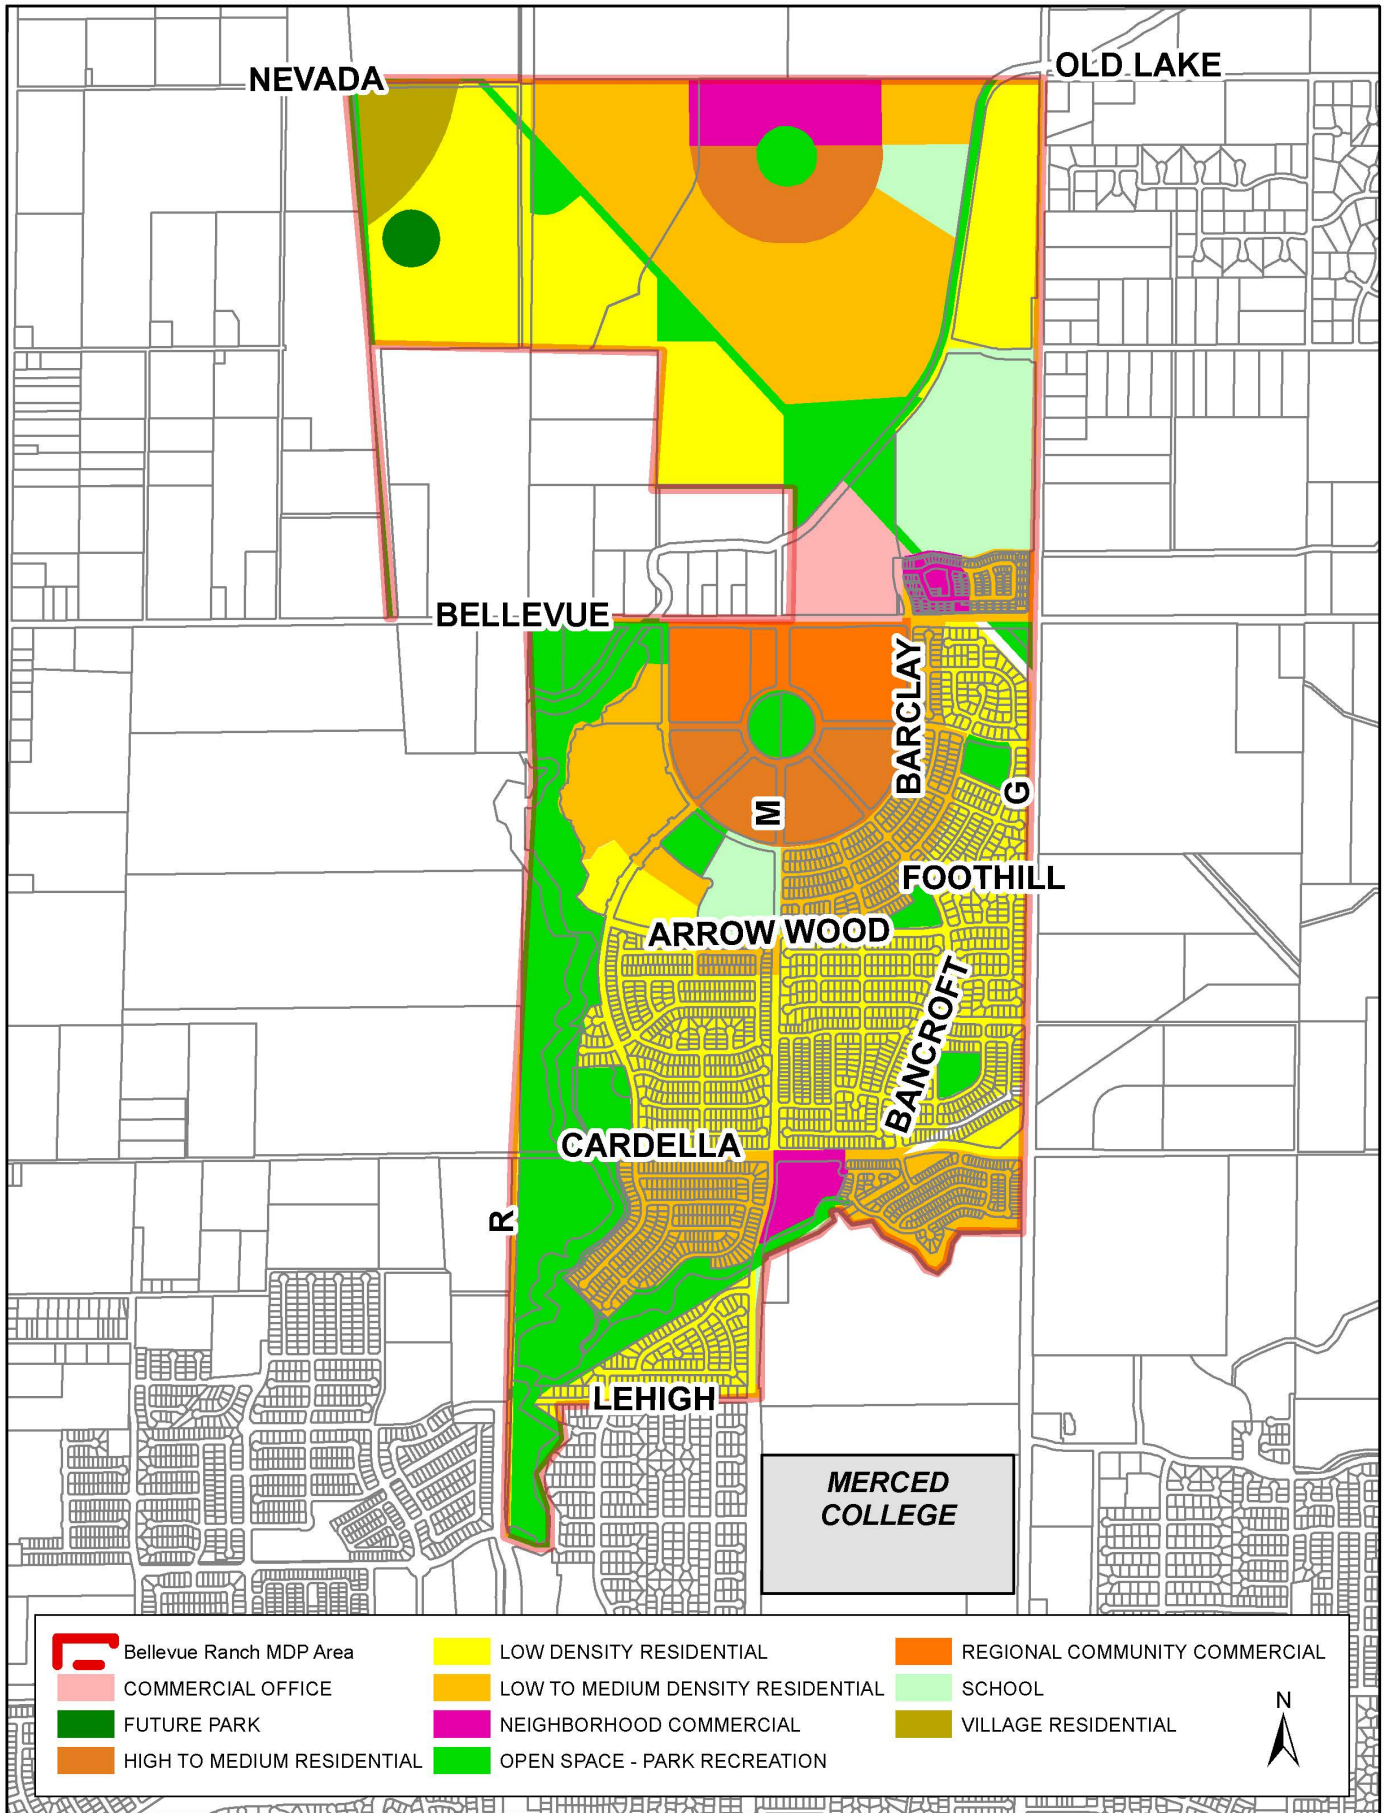 NEVADA
OLD LAKE
BELLEVUE
BARCLAY
G
M
FOOTHILL
ARROW WOOD
BANCROFT
CARDELLA
R
LEHIGH
MERCED
COLLEGE
Bellevue Ranch MDP Area
COMMERCIAL OFFICE
FUTURE PARK
HIGH TO MEDIUM RESIDENTIAL
LOW DENSITY RESIDENTIAL
LOW TO MEDIUM DENSITY RESIDENTIAL
NEIGHBORHOOD COMMERCIAL
OPEN SPACE - PARK RECREATION
REGIONAL COMMUNITY COMMERCIAL
SCHOOL
VILLAGE RESIDENTIAL
N